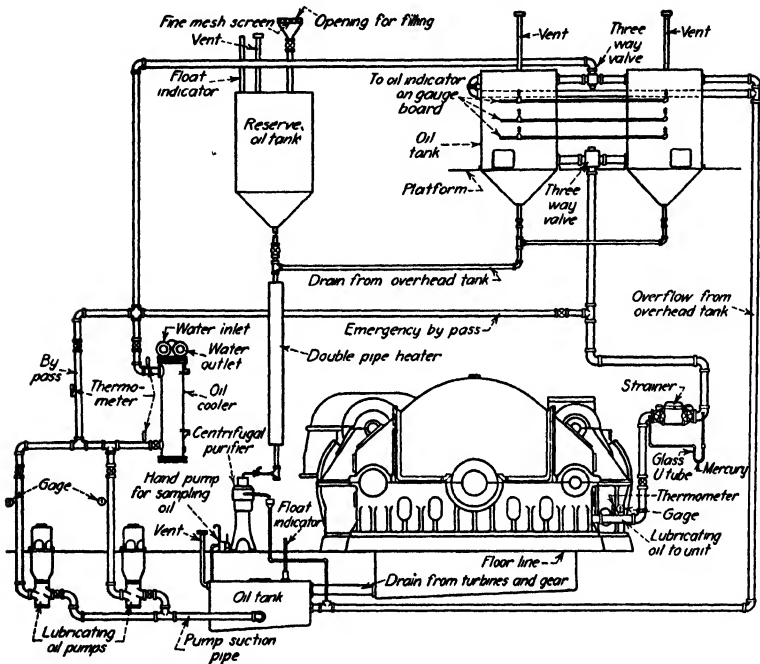 Fine mesh screen
Opening for filling
Vent
Float
indicator
Reserve
oil tank
Vent
Three
way
valve
Vent
To oil indicator
on gauge
board
Oil
tank
Platform
Three
way
valve
Drain from overhead tank
Overflow from
overhead tank
Water inlet
Water
outlet
Emergency by pass
By
pass
Double pipe heater
Thermo-
meter
Oil
cooler
Strainer
Centrifugal
purifier
Hand pump
for sampling
oil
Gage
Glass
U tube
Mercury
Thermometer
Gage
Vent
Float
indicator
Lubricating
oil to unit
Floor line
Drain from turbines and gear
Oil tank
Lubricating
oil pumps
Pump suction
pipe